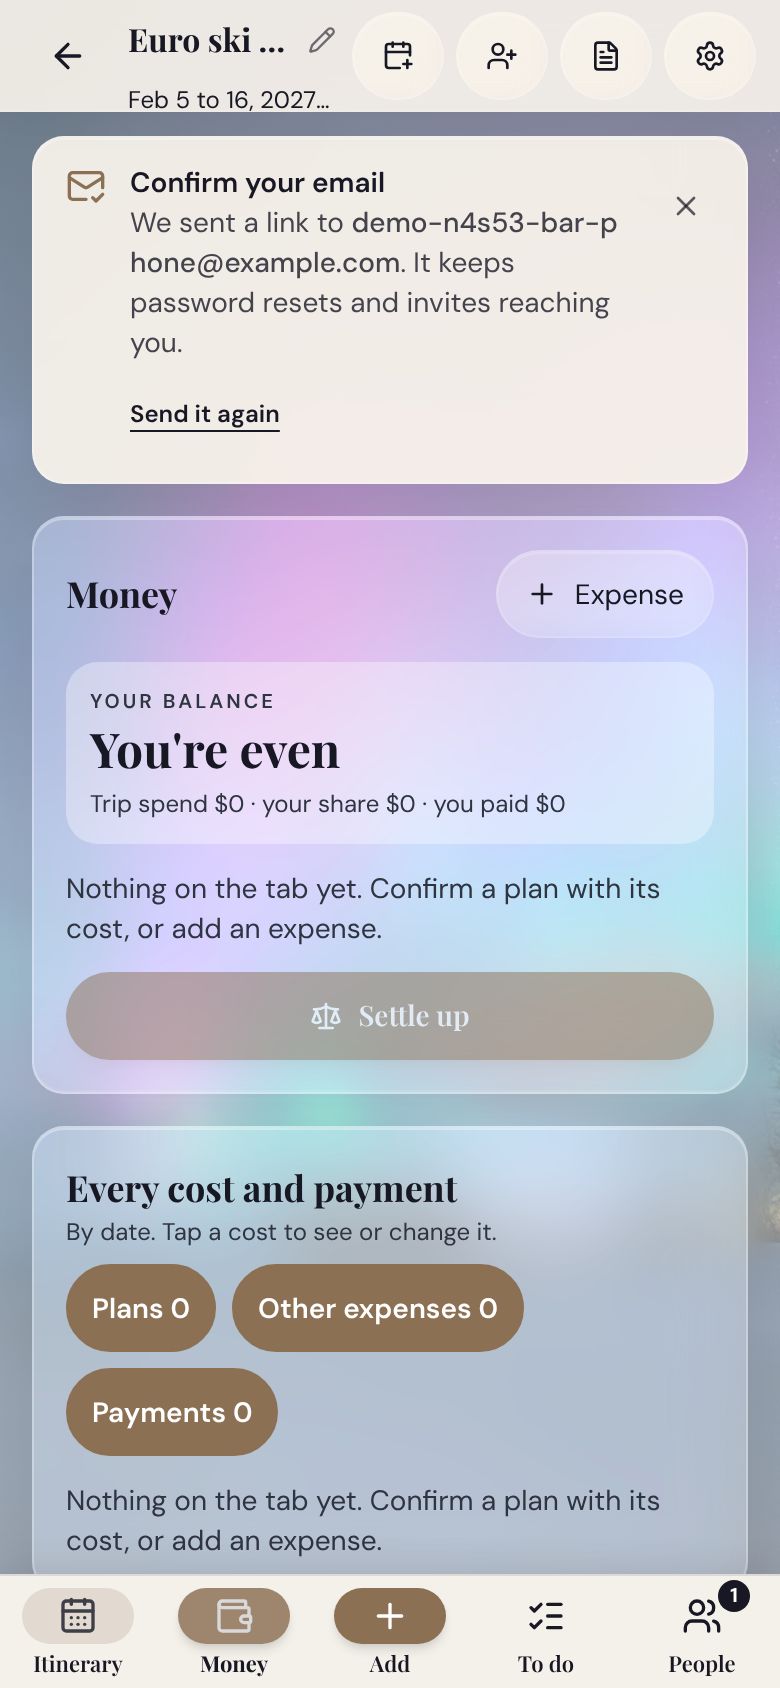 Euro ski ...
Feb 5 to 16, 2027...
Confirm your email
We sent a link to demo-n4s53-bar-p
hone@example.com. It keeps
password resets and invites reaching
you.
Send it again
Money
Expense
YOUR BALANCE
You're even
Trip spend $0 · your share $0 · you paid $0
Nothing on the tab yet. Confirm a plan with its
cost, or add an expense.
Settle up
Every cost and payment
By date. Tap a cost to see or change it.
Plans 0
Other expenses 0
Payments 0
Nothing on the tab yet. Confirm a plan with its
cost, or add an expense.
1
Itinerary
Money
Add
To do
People